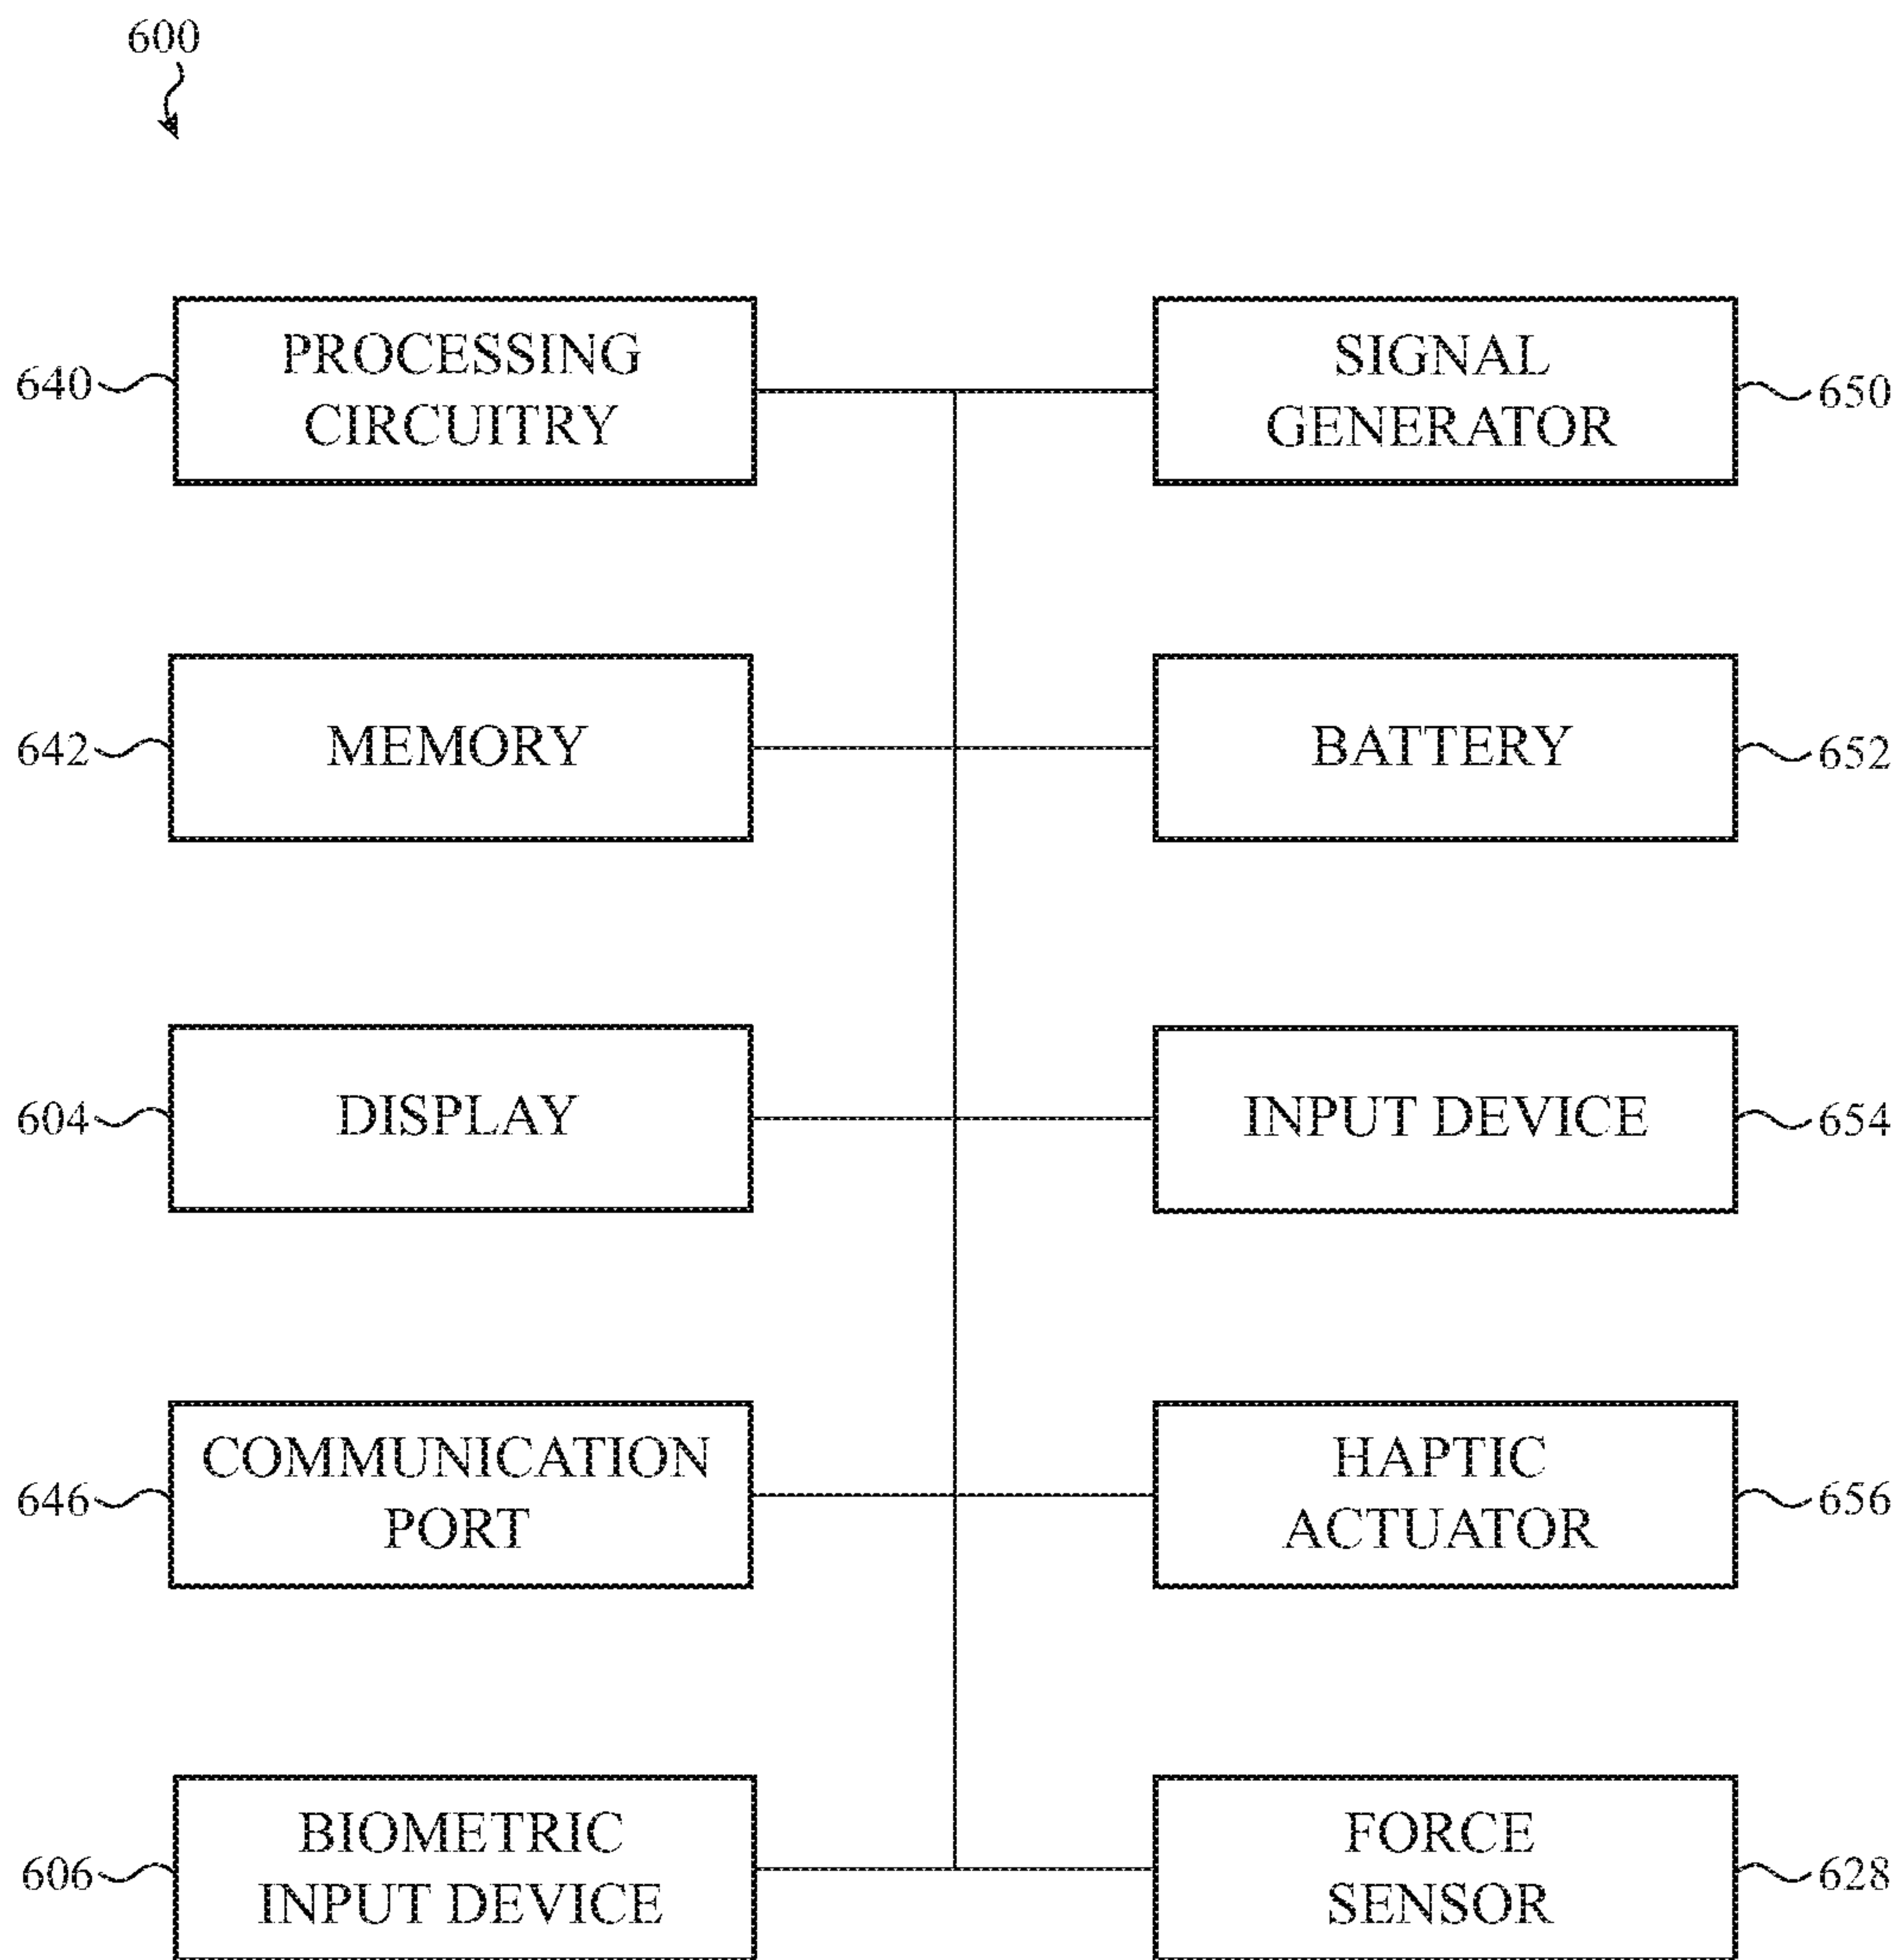 600
640
PROCESSING
CIRCUITRY
SIGNAL
GENERATOR
650
642
MEMORY
BATTERY
652
604
DISPLAY
INPUT DEVICE
654
646
COMMUNICATION
PORT
HAPTIC
ACTUATOR
656
606
BIOMETRIC
INPUT DEVICE
FORCE
SENSOR
628